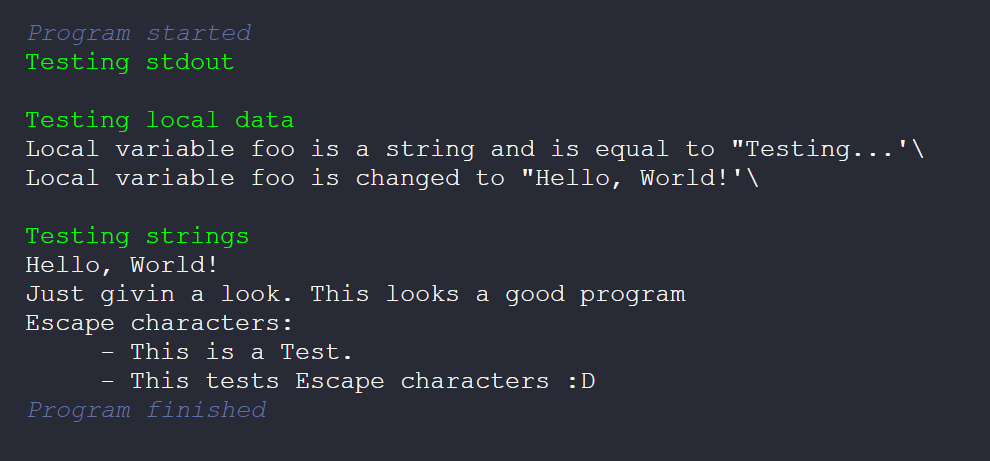 Program started
Testing stdout
Testing local data
Local variable foo is a string and is equal to "Testing...'\
Local variable foo is changed to "Hello, World!'\
Testing strings
Hello, World!
Just givin a look. This looks a good program
Escape characters:
- This is a Test.
- This tests Escape characters :D
Program finished